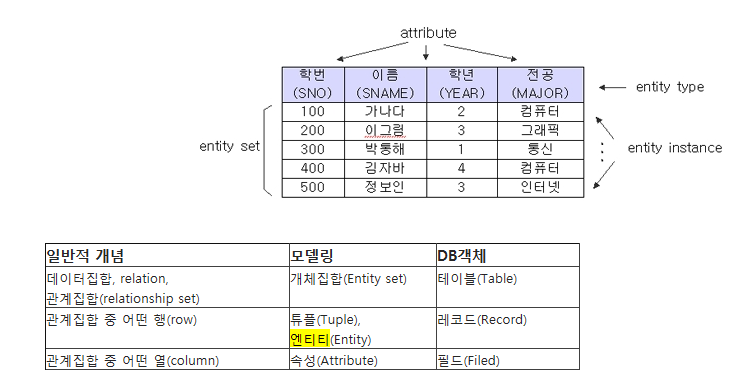 attribute
학번 이름 학년 전공
(SNO) (SNAME) (YEAR) (MAJOR)
entity type
100 가나다 2 컴퓨터
200 이그림 3 그래픽
300 박통해 1 통신
entity set
entity instance
400 김자바 4 컴퓨터
500 정보인 3 인터넷
일반적 개념 모델링 DB객체
데이터집합, relation, 개체집합(Entity set) 테이블(Table)
관계집합(relationship set)
관계집합 중 어떤 행(row) 튜플(Tuple), 레코드(Record)
엔티티(Entity)
관계집합 중 어떤 열(column) 속성(Attribute) 필드(Filed)